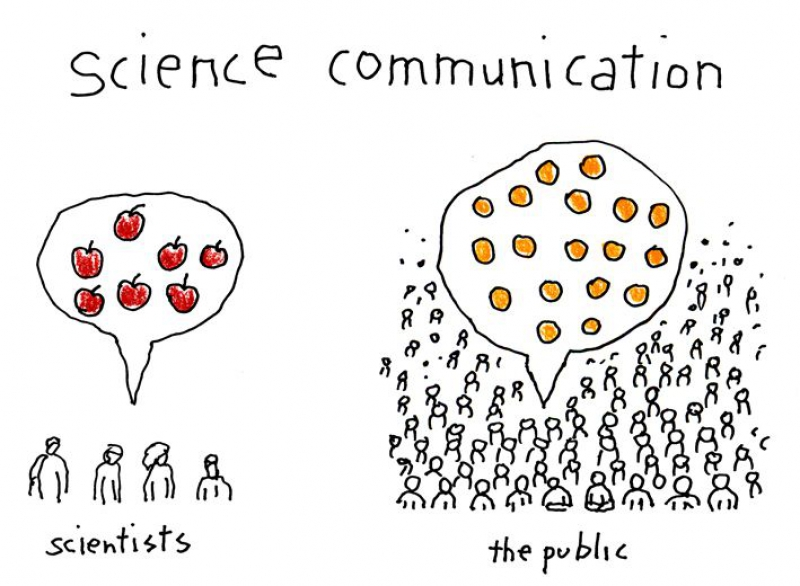 science communication
scientists
the public